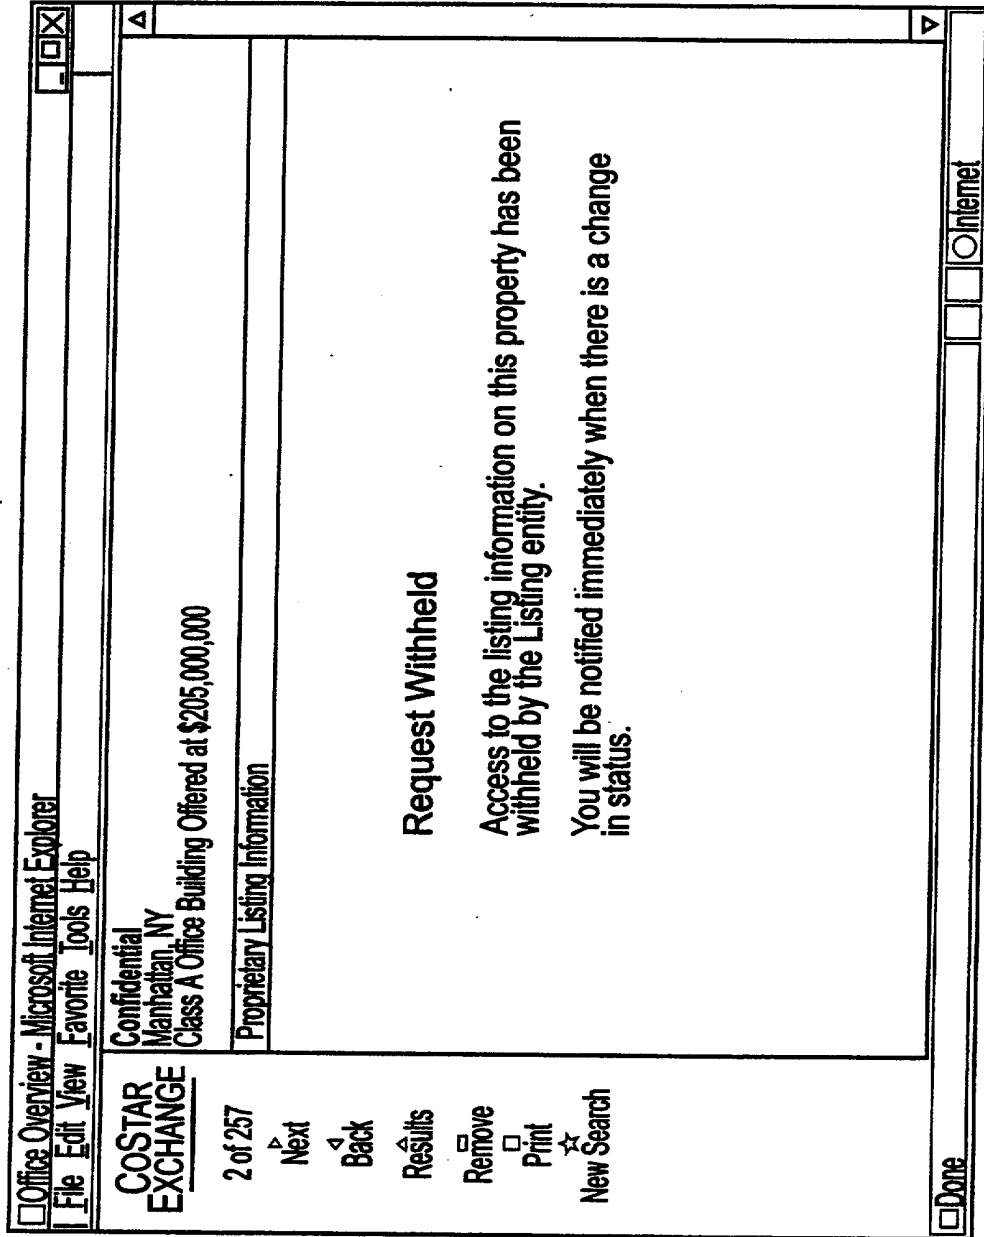 Office Overview - Microsoft Internet Explorer
File Edit View Favorite Tools Help
COSTAR
EXCHANGE
2 of 257
Next
Back
Results
Remove
Print
New Search
Confidential
Manhattan, NY
Class A Office Building Offered at $205,000,000
Proprietary Listing Information
Request Withheld
Access to the listing information on this property has been
withheld by the Listing entity.
You will be notified immediately when there is a change
in status.
Done
Internet